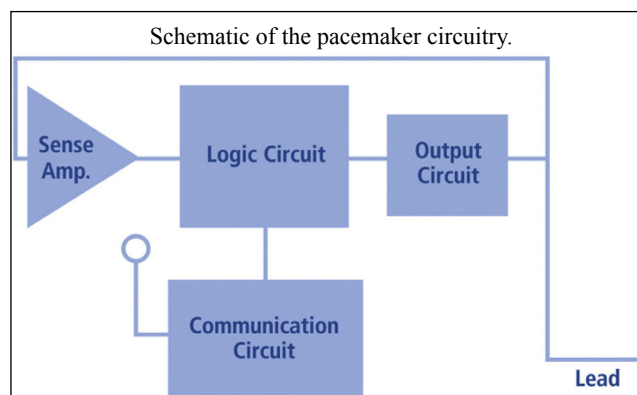 Schematic of the pacemaker circuitry.
Sense
Amp.
Logic Circuit
Output
Circuit
Communication
Circuit
Lead